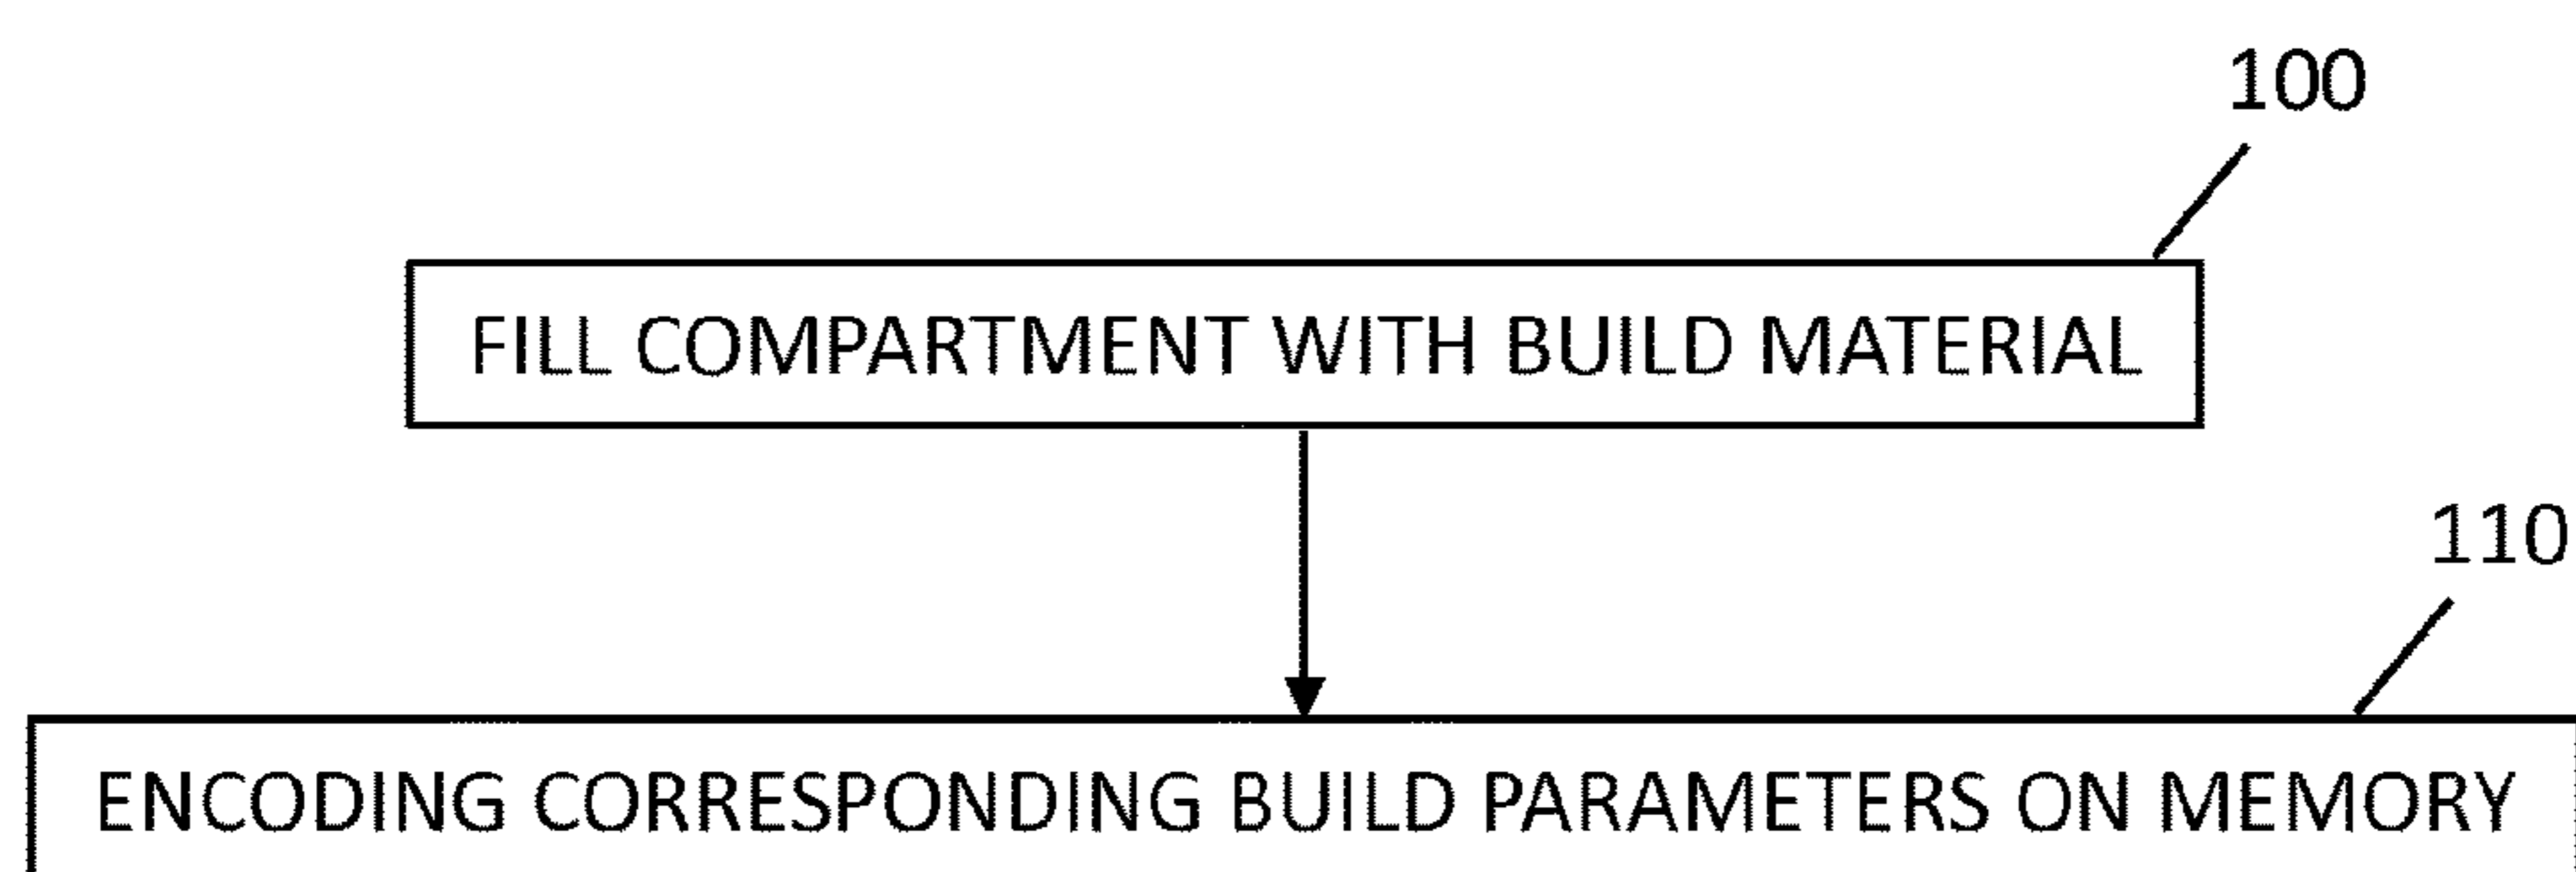 100
FILL COMPARTMENT WITH BUILD MATERIAL
110
ENCODING CORRESPONDING BUILD PARAMETERS ON MEMORY